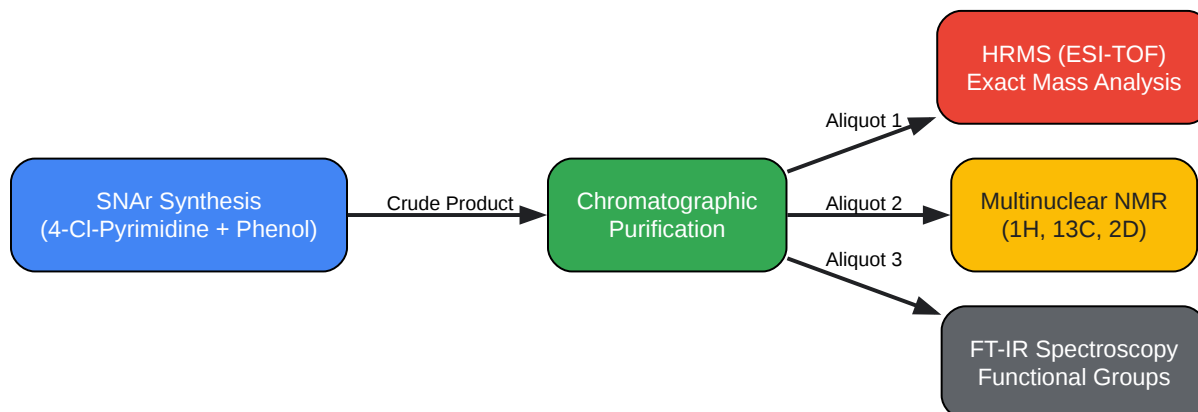 SNAr Synthesis
(4-Cl-Pyrimidine + Phenol)
Crude Product
Chromatographic
Purification
Aliquot 1
Aliquot 2
Aliquot 3
HRMS (ESI-TOF)
Exact Mass Analysis
Multinuclear NMR
(1H, 13C, 2D)
FT-IR Spectroscopy
Functional Groups